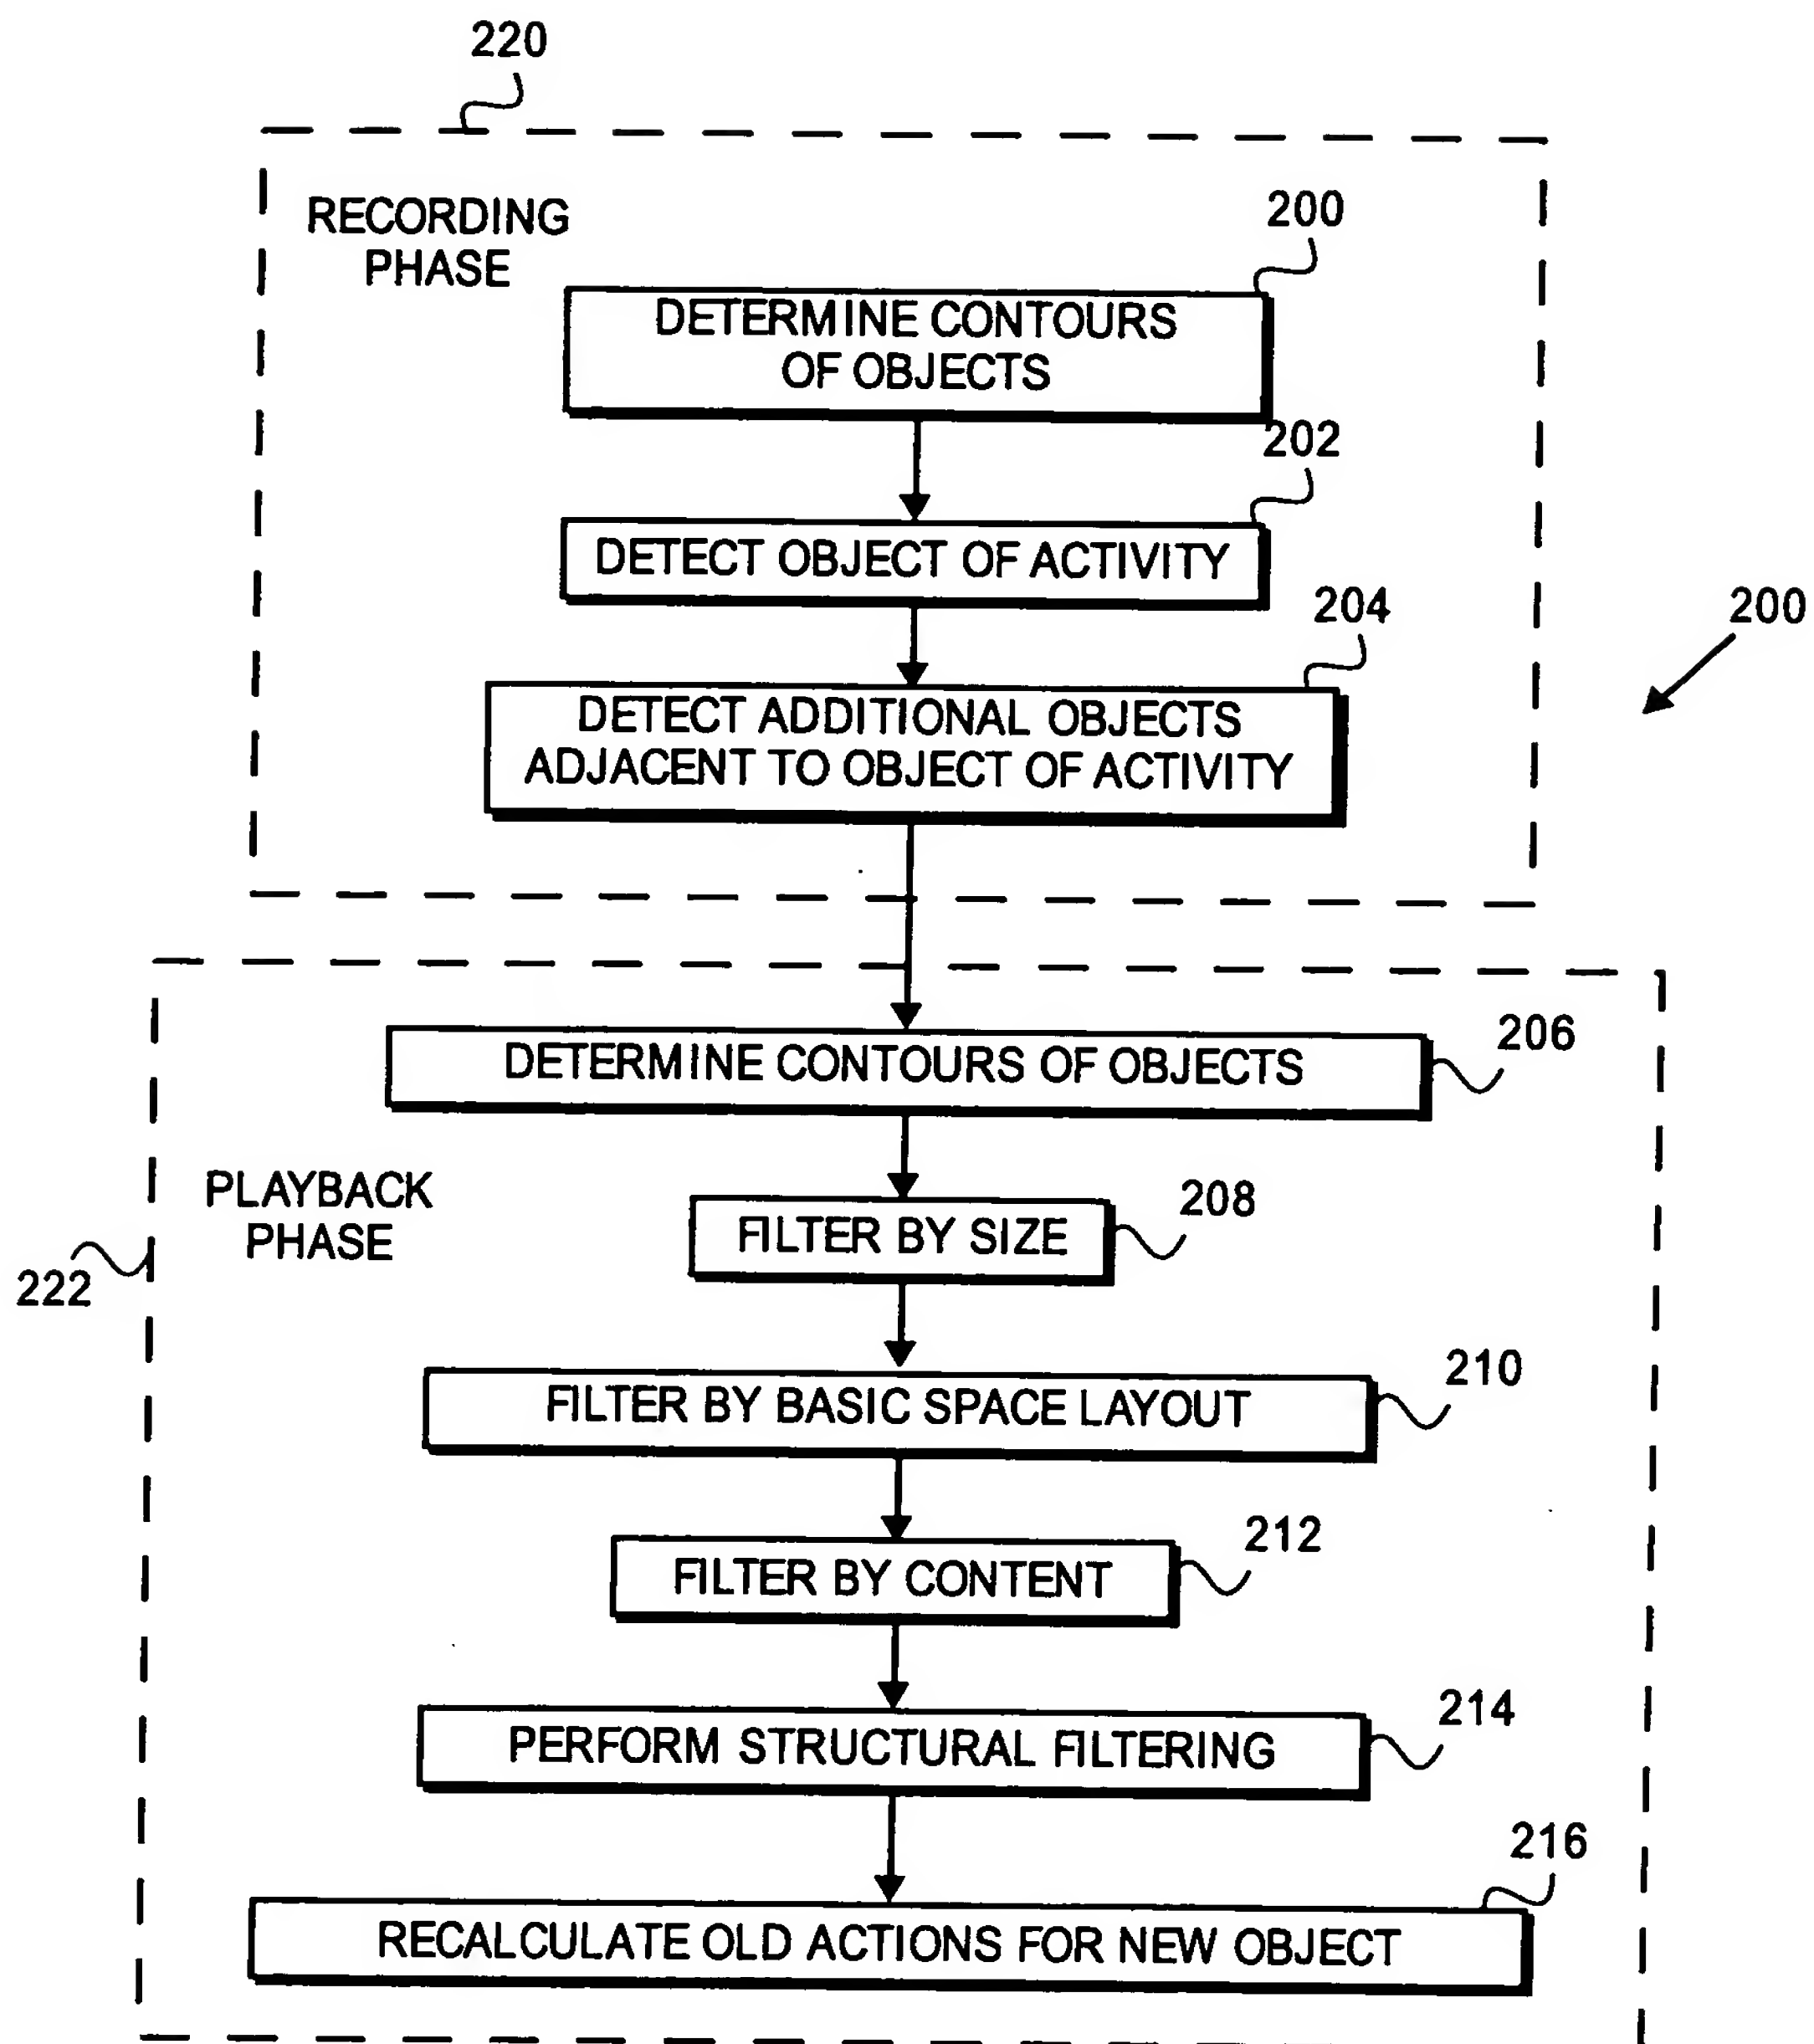 220
RECORDING
PHASE
200
DETERMINE CONTOURS
OF OBJECTS
202
DETECT OBJECT OF ACTIVITY
204
200
DETECT ADDITIONAL OBJECTS
ADJACENT TO OBJECT OF ACTIVITY
206
DETERMINE CONTOURS OF OBJECTS
PLAYBACK
PHASE
222
208
FILTER BY SIZE
210
FILTER BY BASIC SPACE LAYOUT
212
FILTER BY CONTENT
214
PERFORM STRUCTURAL FILTERING
216
RECALCULATE OLD ACTIONS FOR NEW OBJECT